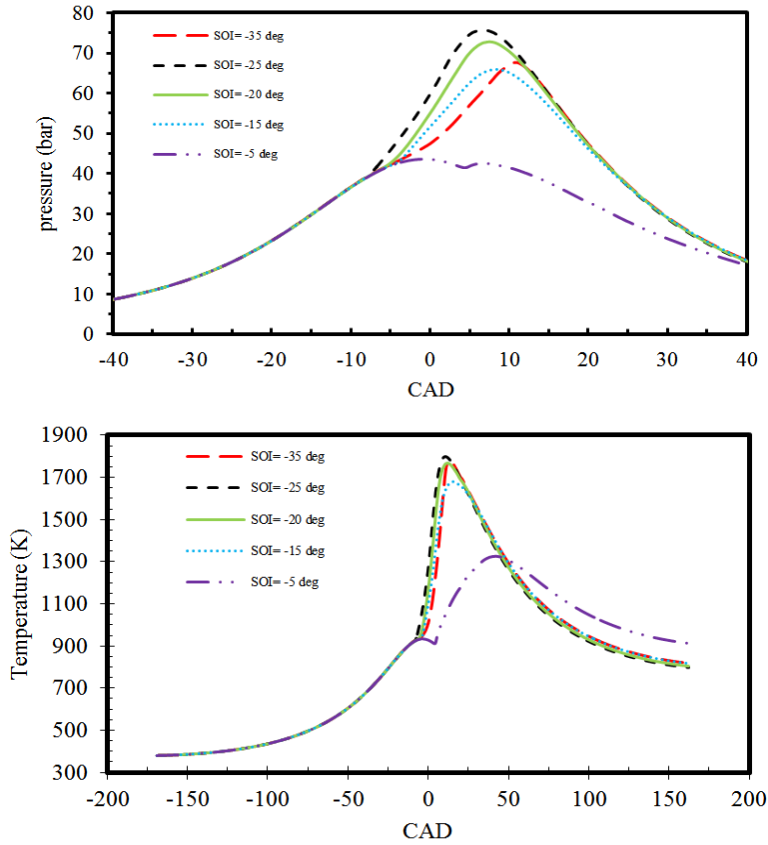 80
70
60
50
40
30
20
10
0
pressure (bar)
SOI= -35 deg
SOI= -25 deg
SOI= -20 deg
SOI= -15 deg
SOI= -5 deg
-40 -30 -20 -10 0 10 20 30 40
CAD
1900
1700
1500
1300
1100
900
700
500
300
Temperature (K)
SOI= -35 deg
SOI= -25 deg
SOI= -20 deg
SOI= -15 deg
SOI= -5 deg
-200 -150 -100 -50 0 50 100 150 200
CAD